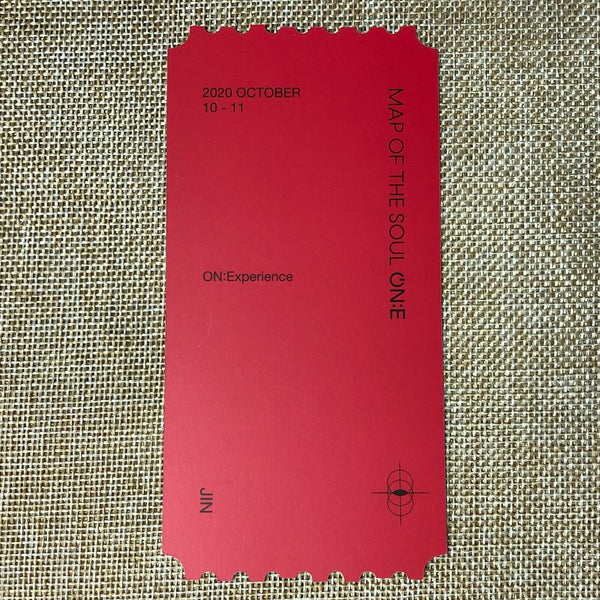 2020 OCTOBER
10 - 11
MAP OF THE SOUL ON:E
ON:Experience
JIN